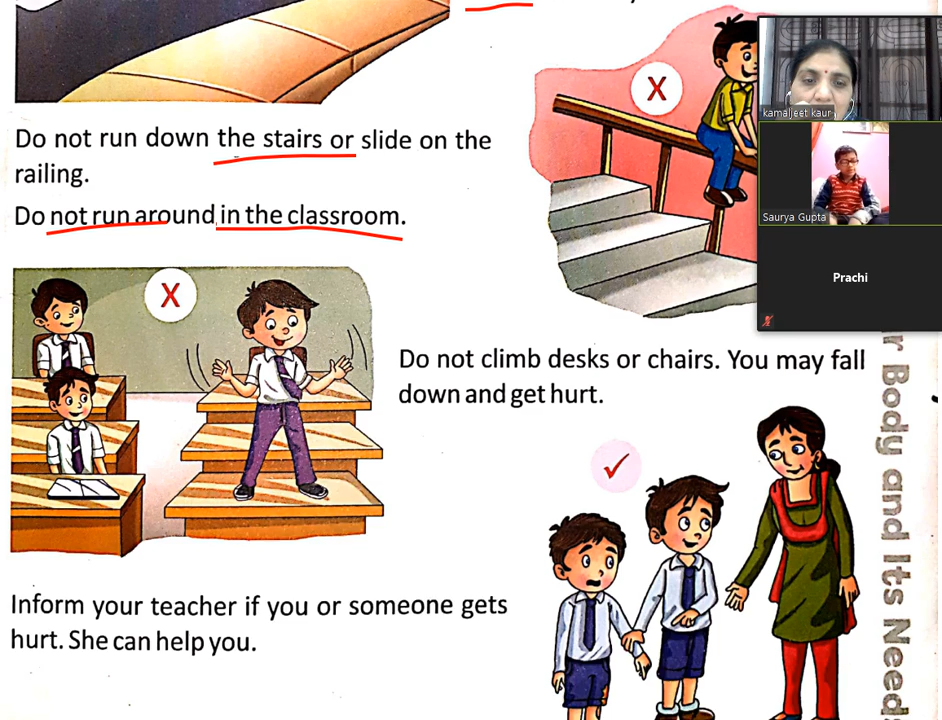 Do not run down the stairs or slide on the
railing.
Do not run around in the classroom.
X
X
kamaljeet kaur
Saurya Gupta
Prachi
Do not climb desks or chairs. You may fall
down and get hurt.
Inform your teacher if you or someone gets
hurt. She can help you.
Body and Its Needs